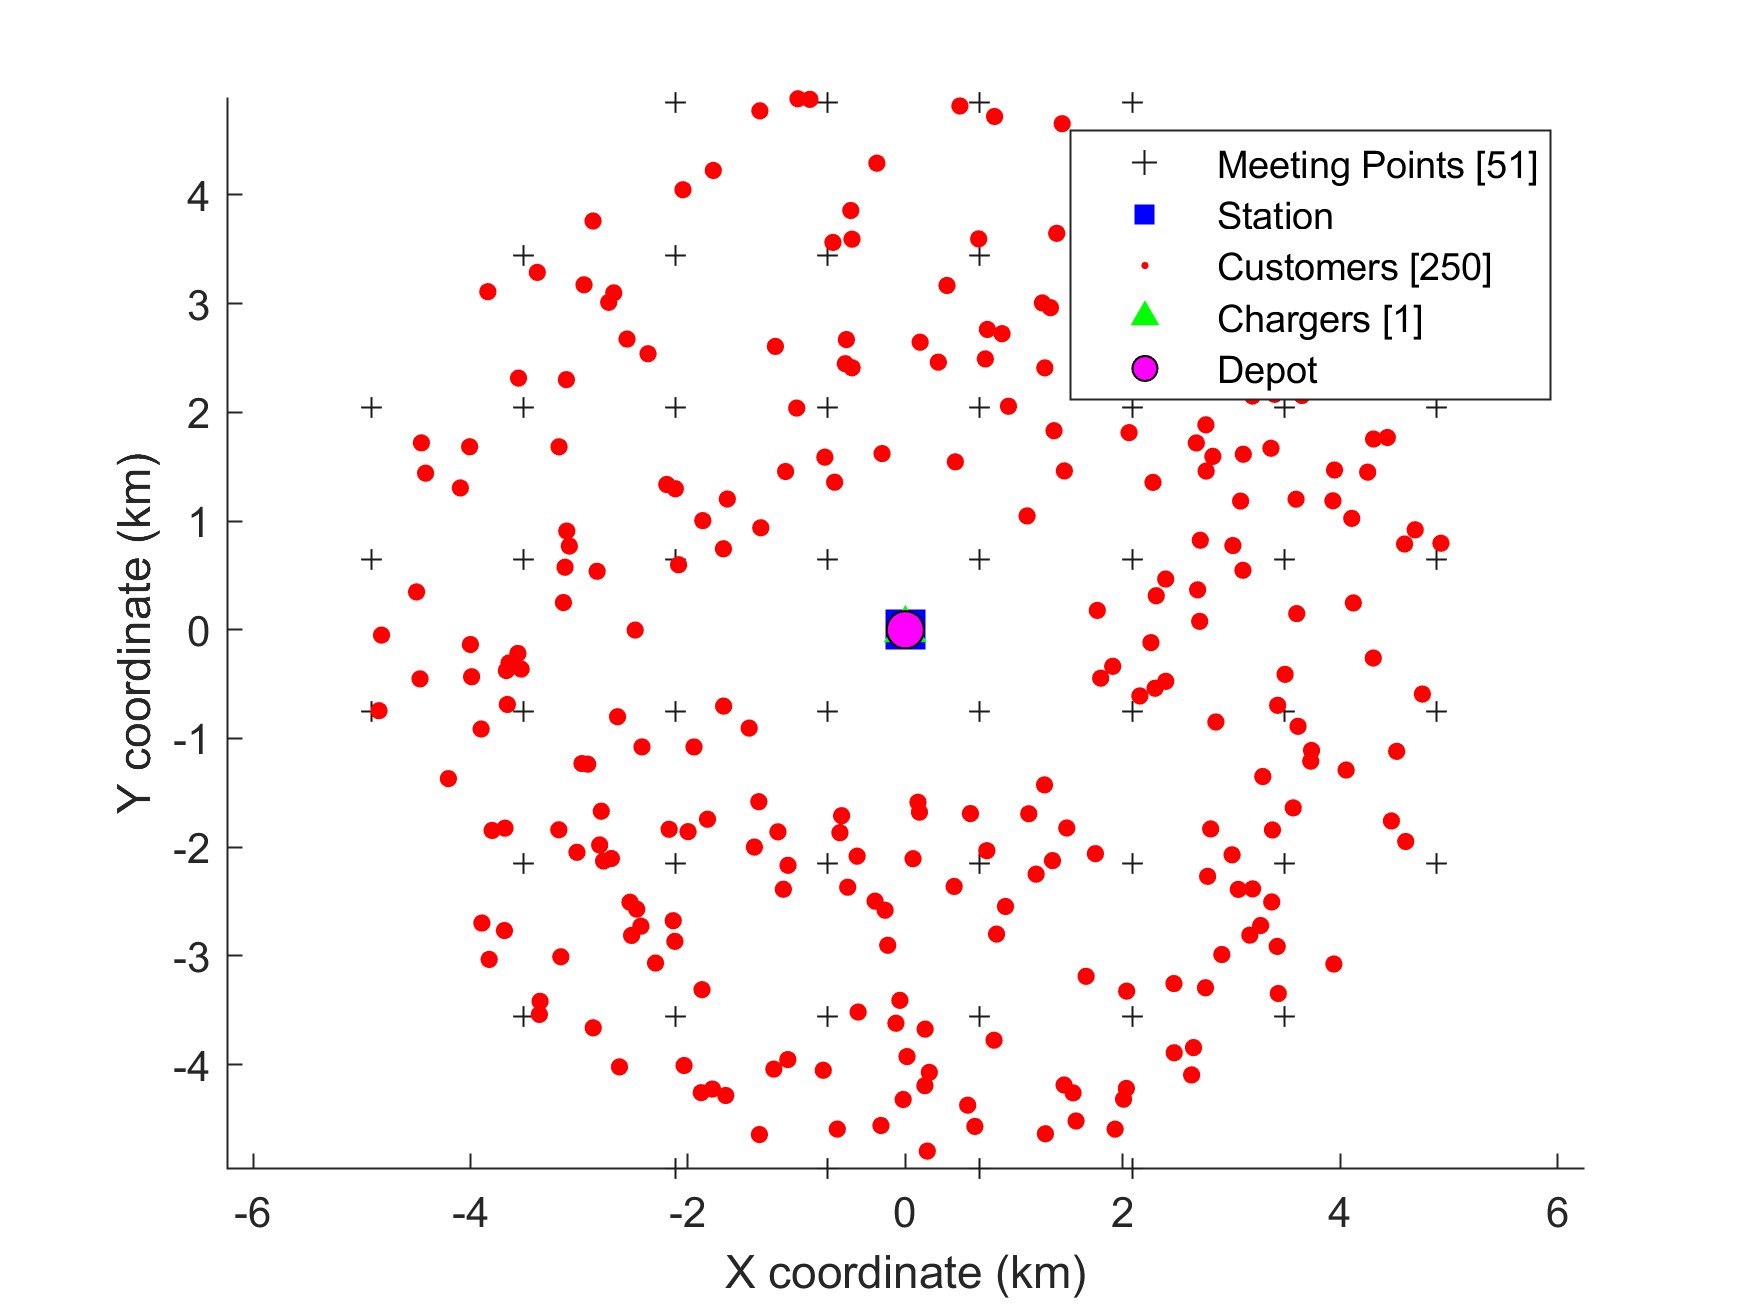 Meeting Points [51]
Station
Customers [250]
Chargers [1]
Depot
4
3
2
1
0
-1
-2
-3
-4
Y coordinate (km)
-6 -4 -2 0 2 4 6
X coordinate (km)